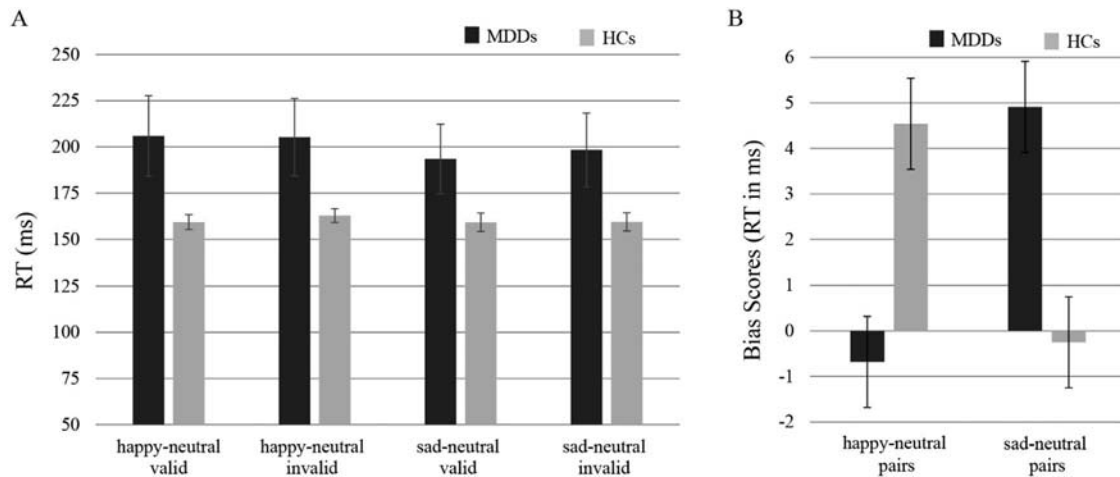 A
MDDs HCs
RT (ms)
250
225
200
175
150
125
100
75
50
happy-neutral valid
happy-neutral invalid
sad-neutral valid
sad-neutral invalid
B
MDDs HCs
Bias Scores (RT in ms)
6
5
4
3
2
1
0
-1
-2
happy-neutral pairs
sad-neutral pairs